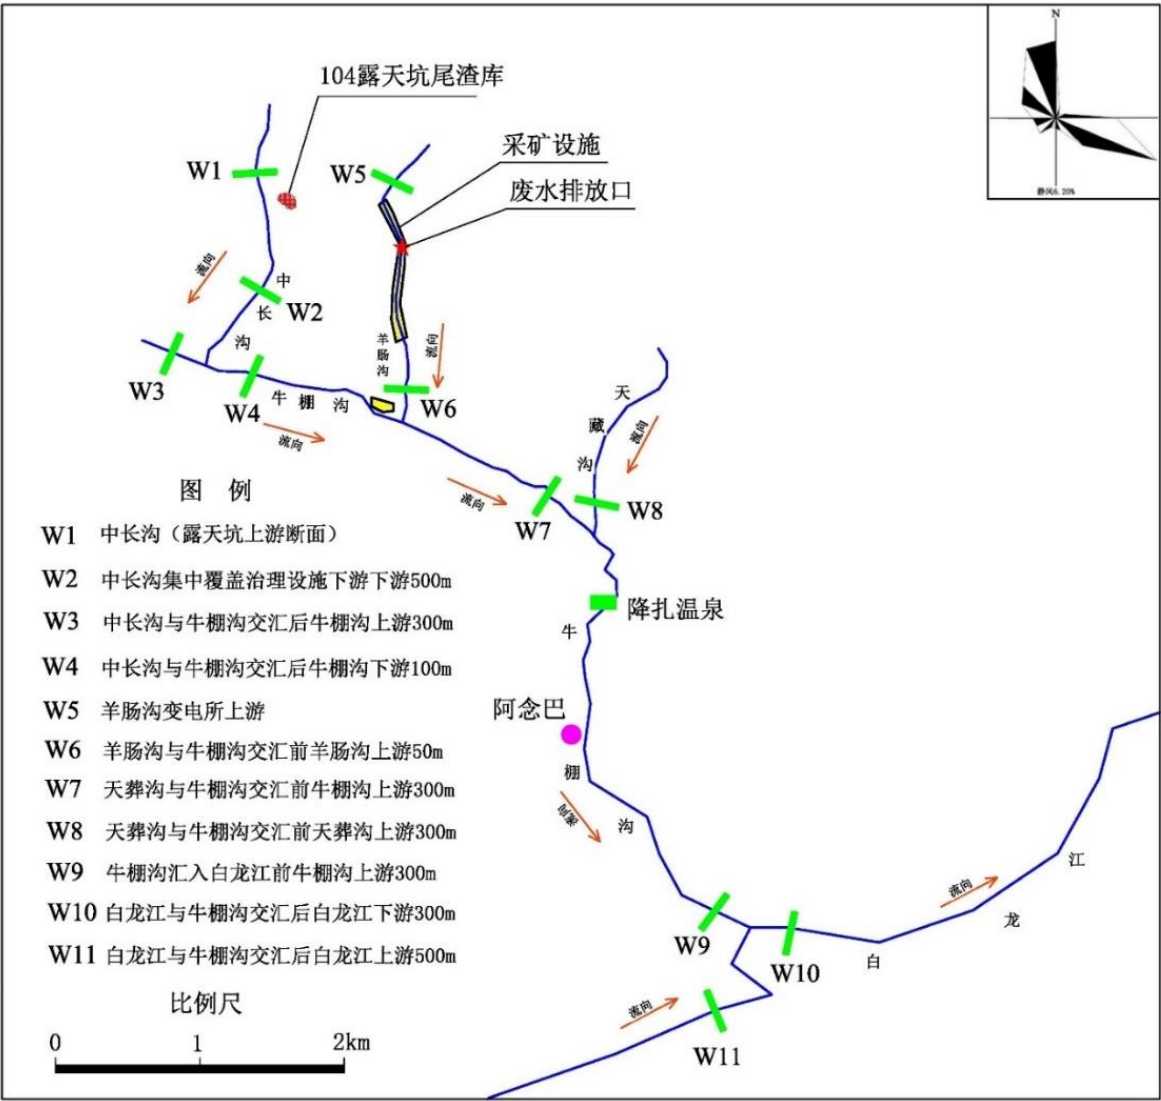 N
静风6.20%
104露天坑尾渣库
采矿设施
废水排放口
W1
W5
流向
中长沟
W2
羊肠沟
流向
W3
W4
牛棚沟
流向
W6
天藏沟
流向
流向
W7
W8
降扎温泉
牛棚沟
阿念巴
流向
W9
W10
白龙江
流向
流向
W11
图 例
W1 中长沟（露天坑上游断面）
W2 中长沟集中覆盖治理设施下游下游500m
W3 中长沟与牛棚沟交汇后牛棚沟上游300m
W4 中长沟与牛棚沟交汇后牛棚沟下游100m
W5 羊肠沟变电所上游
W6 羊肠沟与牛棚沟交汇前羊肠沟上游50m
W7 天葬沟与牛棚沟交汇前牛棚沟上游300m
W8 天葬沟与牛棚沟交汇前天葬沟上游300m
W9 牛棚沟汇入白龙江前牛棚沟上游300m
W10 白龙江与牛棚沟交汇后白龙江下游300m
W11 白龙江与牛棚沟交汇后白龙江上游500m
比例尺
0 1 2km